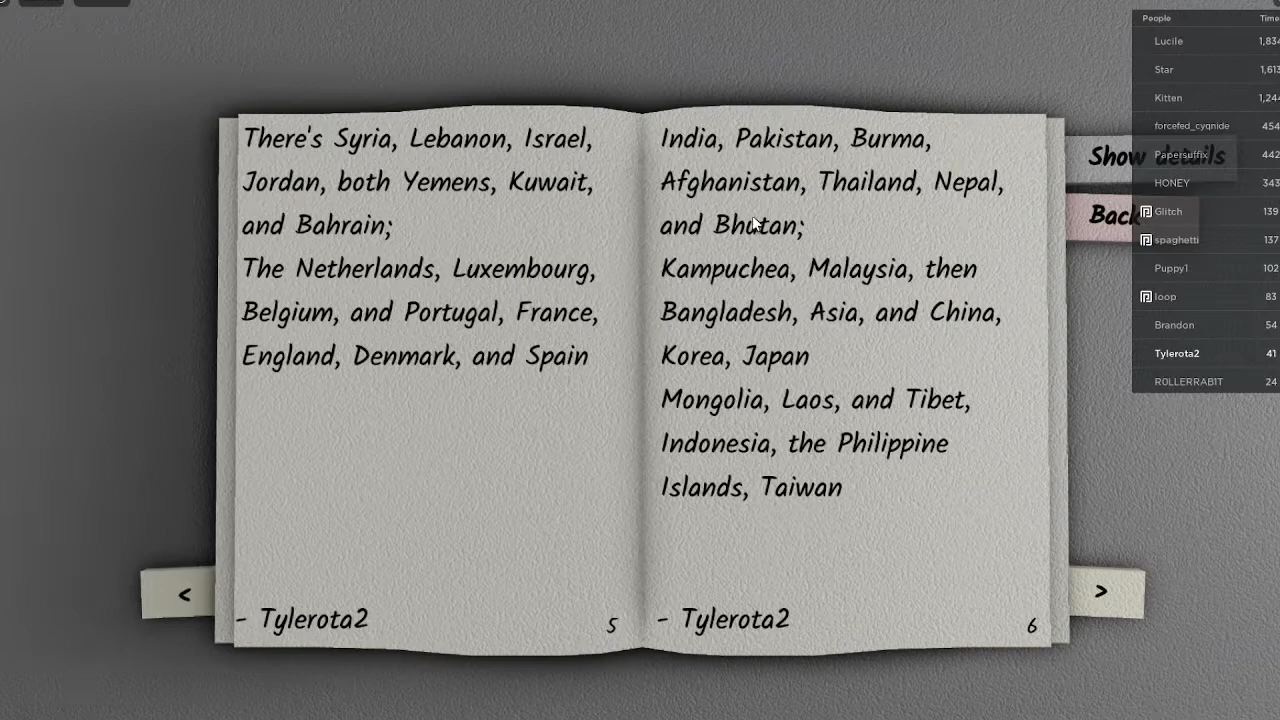 There's Syria, Lebanon, Israel,
Jordan, both Yemens, Kuwait,
and Bahrain;
The Netherlands, Luxembourg,
Belgium, and Portugal, France,
England, Denmark, and Spain
- Tylerota2
5
India, Pakistan, Burma,
Afghanistan, Thailand, Nepal,
and Bhutan;
Kampuchea, Malaysia, then
Bangladesh, Asia, and China,
Korea, Japan
Mongolia, Laos, and Tibet,
Indonesia, the Philippine
Islands, Taiwan
- Tylerota2
6
<
>
Show details
Back
People Time
Lucile
Star
Kitten
forcefed_cyqnide 454
Papersuffix 442
HONEY 343
Glitch 139
spaghetti 137
Puppy1 102
loop 83
Brandon 54
Tylerota2 41
R0LLERRAB1T 24